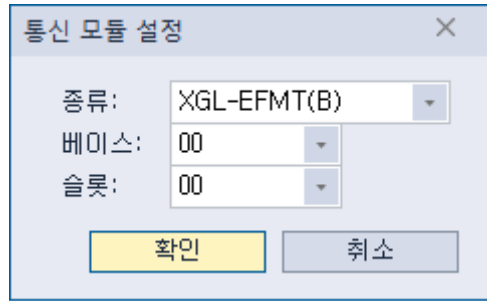 통신 모듈 설정
종류: XGL-EFMT(B)
베이스: 00
슬롯: 00
확인 취소